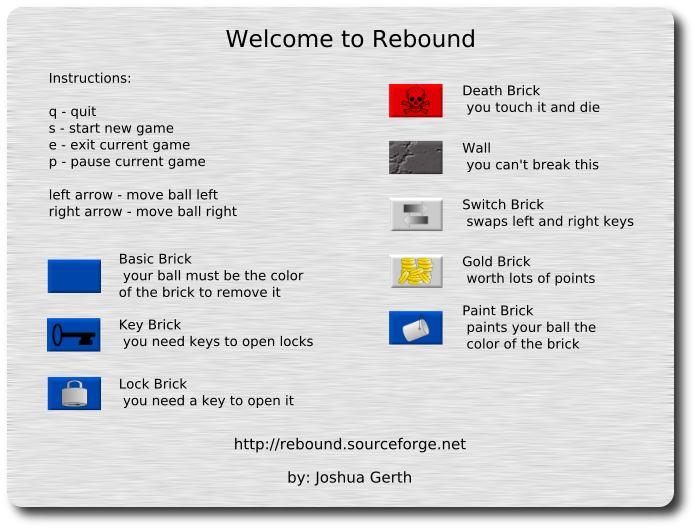 Welcome to Rebound
Instructions:
q - quit
s - start new game
e - exit current game
p - pause current game
left arrow - move ball left
right arrow - move ball right
Basic Brick
your ball must be the color
of the brick to remove it
Key Brick
you need keys to open locks
Lock Brick
you need a key to open it
Death Brick
you touch it and die
Wall
you can't break this
Switch Brick
swaps left and right keys
Gold Brick
worth lots of points
Paint Brick
paints your ball the
color of the brick
http://rebound.sourceforge.net
by: Joshua Gerth